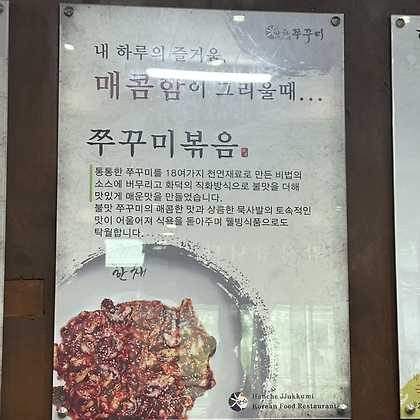 쭈꾸미
내 하루의 즐거움,
매콤함이 그리울때...
쭈꾸미볶음
통통한 쭈꾸미를 18여가지 천연재료로 만든 비법의
소스에 버무리고 화덕의 직화방식으로 불맛을 더해
맛있게 매운맛을 만들었습니다.
불맛 쭈꾸미의 매콤한 맛과 상큼한 묵사발의 토속적인
맛이 어울어져 식욕을 돋아주며 웰빙식품으로도
탁월합니다.
한채
Hanche JJukkumi
Korean Food Restaurant